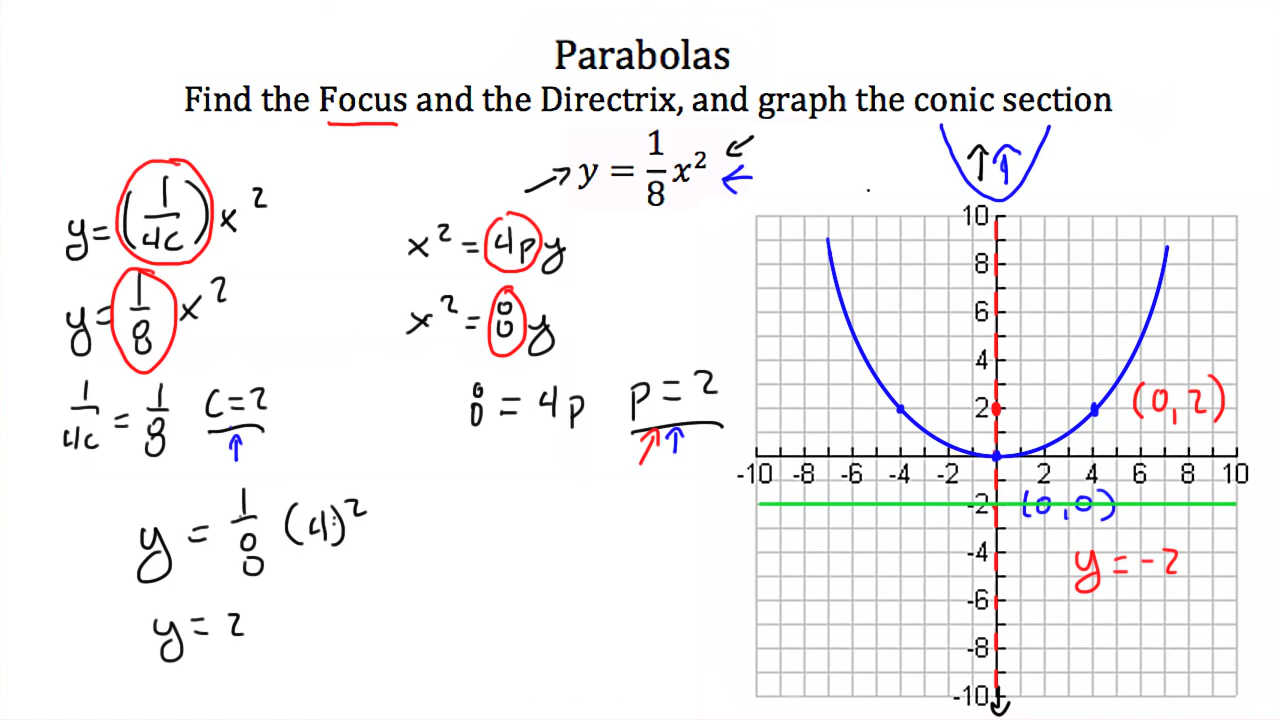 Parabolas
Find the Focus and the Directrix, and graph the conic section
y = 1/8 x²
y = (1/4c) x²
y = 1/8 x²
1/4c = 1/8 c = 2
y = 1/8 (4)²
y = 2
x² = 4py
x² = 8y
8 = 4p p = 2
10
8
6
4
2
(0,2)
-10 -8 -6 -4 -2 2 4 6 8 10
-2
(0,0)
-4
y = -2
-6
-8
-10